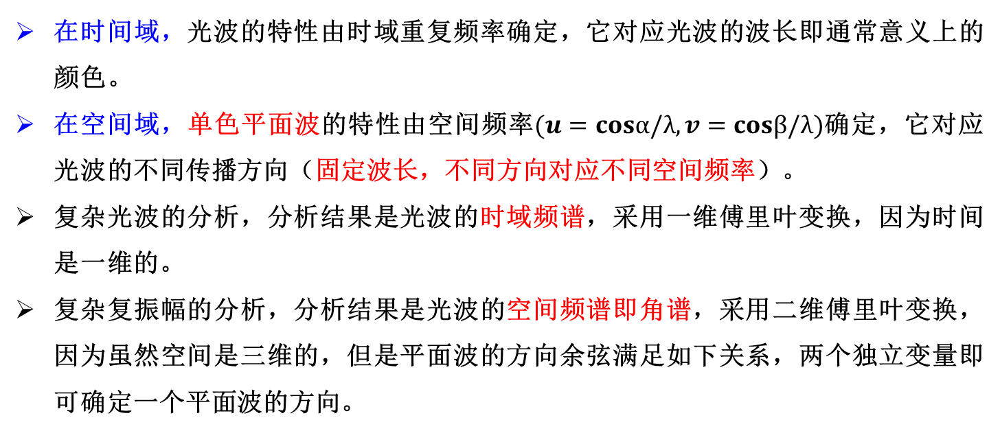 ➢ 在时间域，光波的特性由时域重复频率确定，它对应光波的波长即通常意义上的
颜色。
➢ 在空间域，单色平面波的特性由空间频率(u = cosα/λ, v = cosβ/λ)确定，它对应
光波的不同传播方向（固定波长，不同方向对应不同空间频率）。
➢ 复杂光波的分析，分析结果是光波的时域频谱，采用一维傅里叶变换，因为时间
是一维的。
➢ 复杂复振幅的分析，分析结果是光波的空间频谱即角谱，采用二维傅里叶变换，
因为虽然空间是三维的，但是平面波的方向余弦满足如下关系，两个独立变量即
可确定一个平面波的方向。